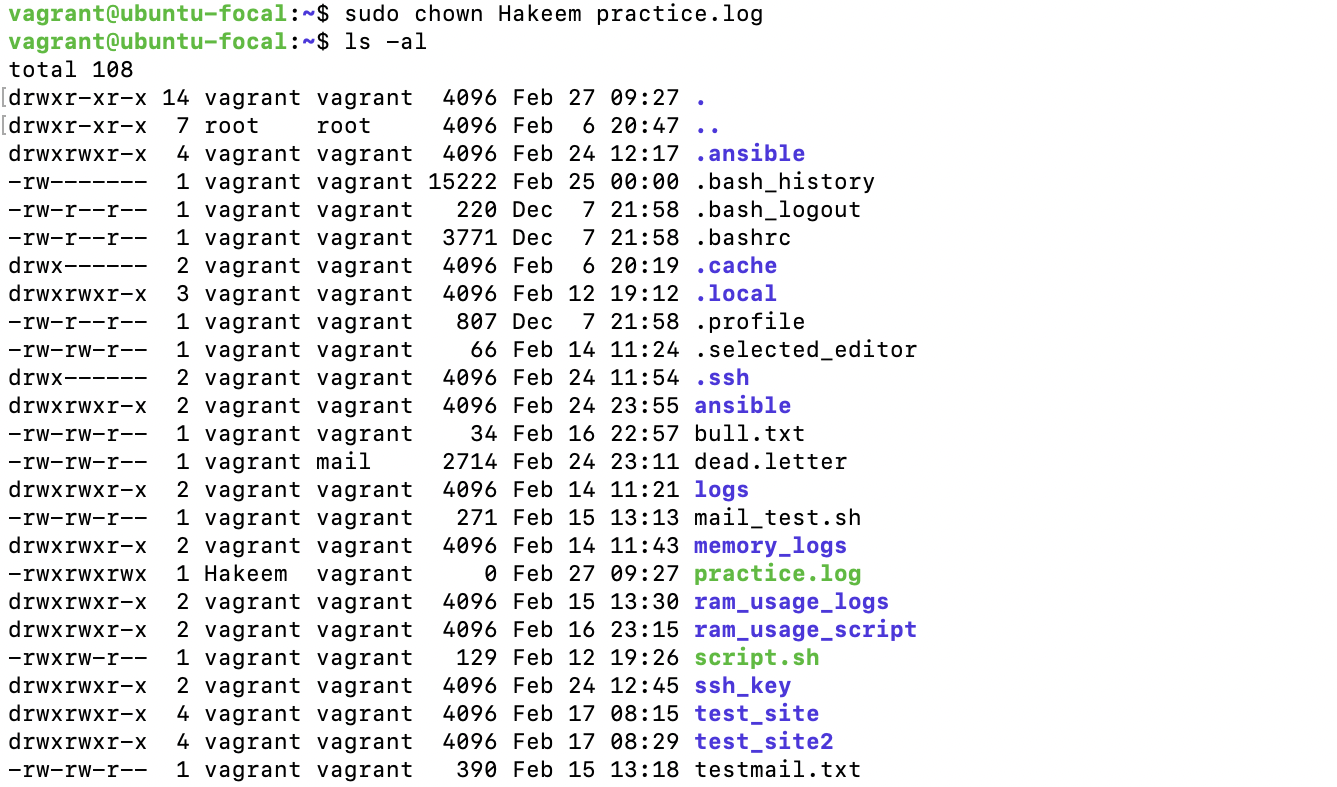 vagrant@ubuntu-focal:~$ sudo chown Hakeem practice.log
vagrant@ubuntu-focal:~$ ls -al
total 108
[drwxr-xr-x 14 vagrant vagrant  4096 Feb 27 09:27 .
[drwxr-xr-x  7 root    root     4096 Feb  6 20:47 ..
drwxrwxr-x  4 vagrant vagrant  4096 Feb 24 12:17 .ansible
-rw-------  1 vagrant vagrant 15222 Feb 25 00:00 .bash_history
-rw-r--r--  1 vagrant vagrant   220 Dec  7 21:58 .bash_logout
-rw-r--r--  1 vagrant vagrant  3771 Dec  7 21:58 .bashrc
drwx------  2 vagrant vagrant  4096 Feb  6 20:19 .cache
drwxrwxr-x  3 vagrant vagrant  4096 Feb 12 19:12 .local
-rw-r--r--  1 vagrant vagrant   807 Dec  7 21:58 .profile
-rw-rw-r--  1 vagrant vagrant    66 Feb 14 11:24 .selected_editor
drwx------  2 vagrant vagrant  4096 Feb 24 11:54 .ssh
drwxrwxr-x  2 vagrant vagrant  4096 Feb 24 23:55 ansible
-rw-rw-r--  1 vagrant vagrant    34 Feb 16 22:57 bull.txt
-rw-rw-r--  1 vagrant mail     2714 Feb 24 23:11 dead.letter
drwxrwxr-x  2 vagrant vagrant  4096 Feb 14 11:21 logs
-rw-rw-r--  1 vagrant vagrant   271 Feb 15 13:13 mail_test.sh
drwxrwxr-x  2 vagrant vagrant  4096 Feb 14 11:43 memory_logs
-rwxrwxrwx  1 Hakeem  vagrant     0 Feb 27 09:27 practice.log
drwxrwxr-x  2 vagrant vagrant  4096 Feb 15 13:30 ram_usage_logs
drwxrwxr-x  2 vagrant vagrant  4096 Feb 16 23:15 ram_usage_script
-rwxrw-r--  1 vagrant vagrant   129 Feb 12 19:26 script.sh
drwxrwxr-x  2 vagrant vagrant  4096 Feb 24 12:45 ssh_key
drwxrwxr-x  4 vagrant vagrant  4096 Feb 17 08:15 test_site
drwxrwxr-x  4 vagrant vagrant  4096 Feb 17 08:29 test_site2
-rw-rw-r--  1 vagrant vagrant   390 Feb 15 13:18 testmail.txt